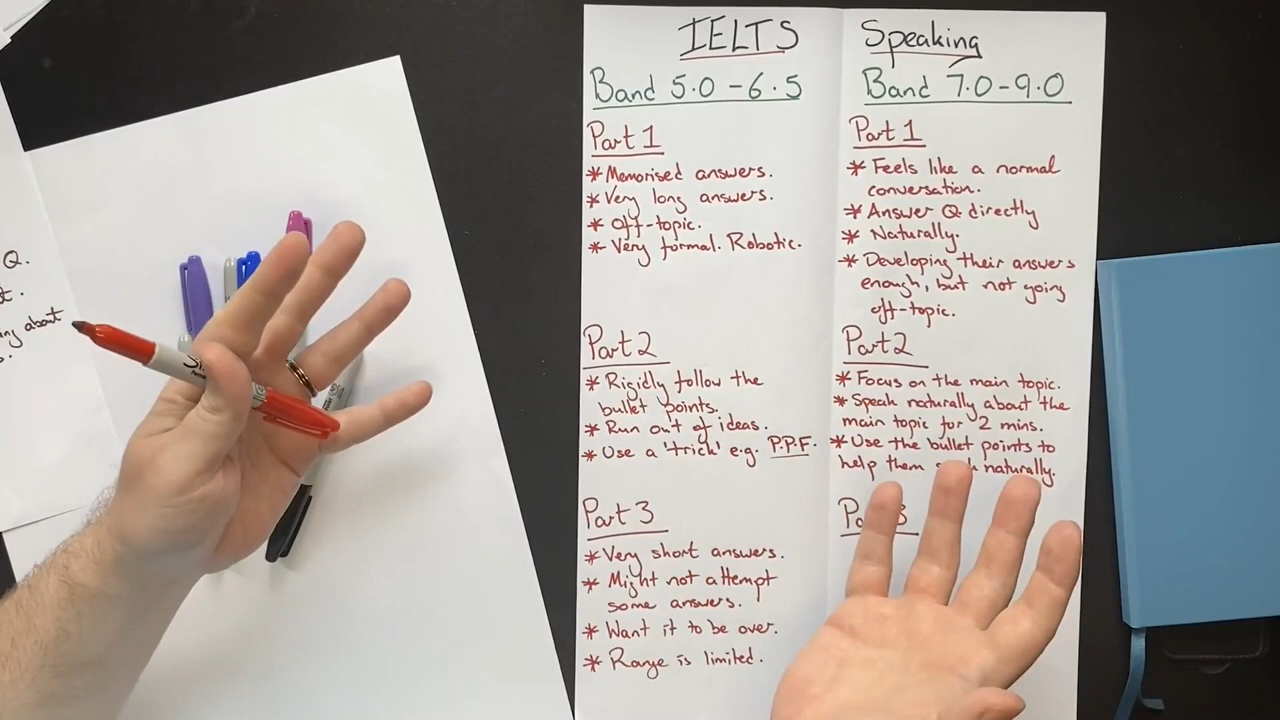 IELTS Speaking
Band 5.0 - 6.5
Part 1
* Memorised answers.
* Very long answers.
* Off-topic.
* Very formal. Robotic.
Part 2
* Rigidly follow the
bullet points.
* Run out of ideas.
* Use a 'trick' e.g. P.P.F.
Part 3
* Very short answers.
* Might not attempt
some answers.
* Want it to be over.
* Range is limited.
Band 7.0 - 9.0
Part 1
* Feels like a normal
conversation.
* Answer Q. directly
* Naturally.
* Developing their answers
enough, but not going
off-topic.
Part 2
* Focus on the main topic.
* Speak naturally about the
main topic for 2 mins.
* Use the bullet points to
help them naturally.
3
Q.
about